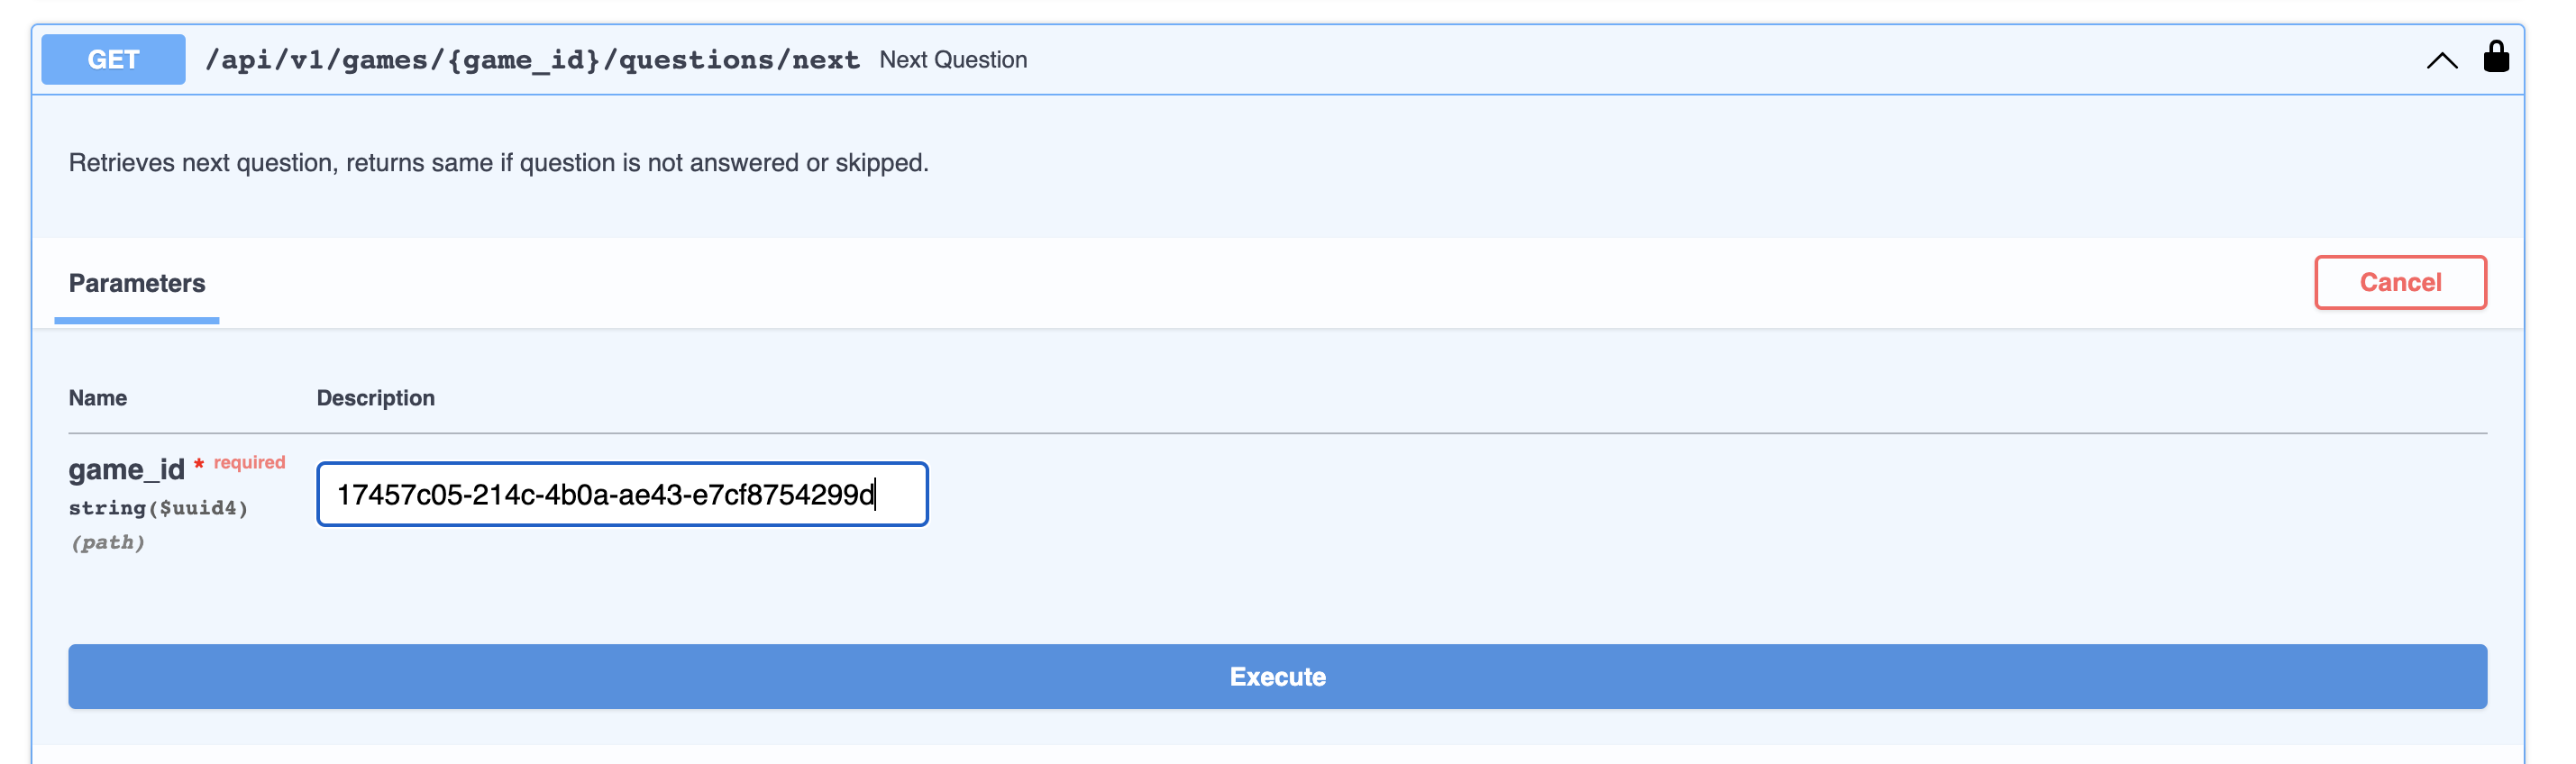 GET /api/v1/games/{game_id}/questions/next Next Question
Retrieves next question, returns same if question is not answered or skipped.
Parameters Cancel
Name Description
game_id * required
string($uuid4)
(path)
17457c05-214c-4b0a-ae43-e7cf8754299d
Execute